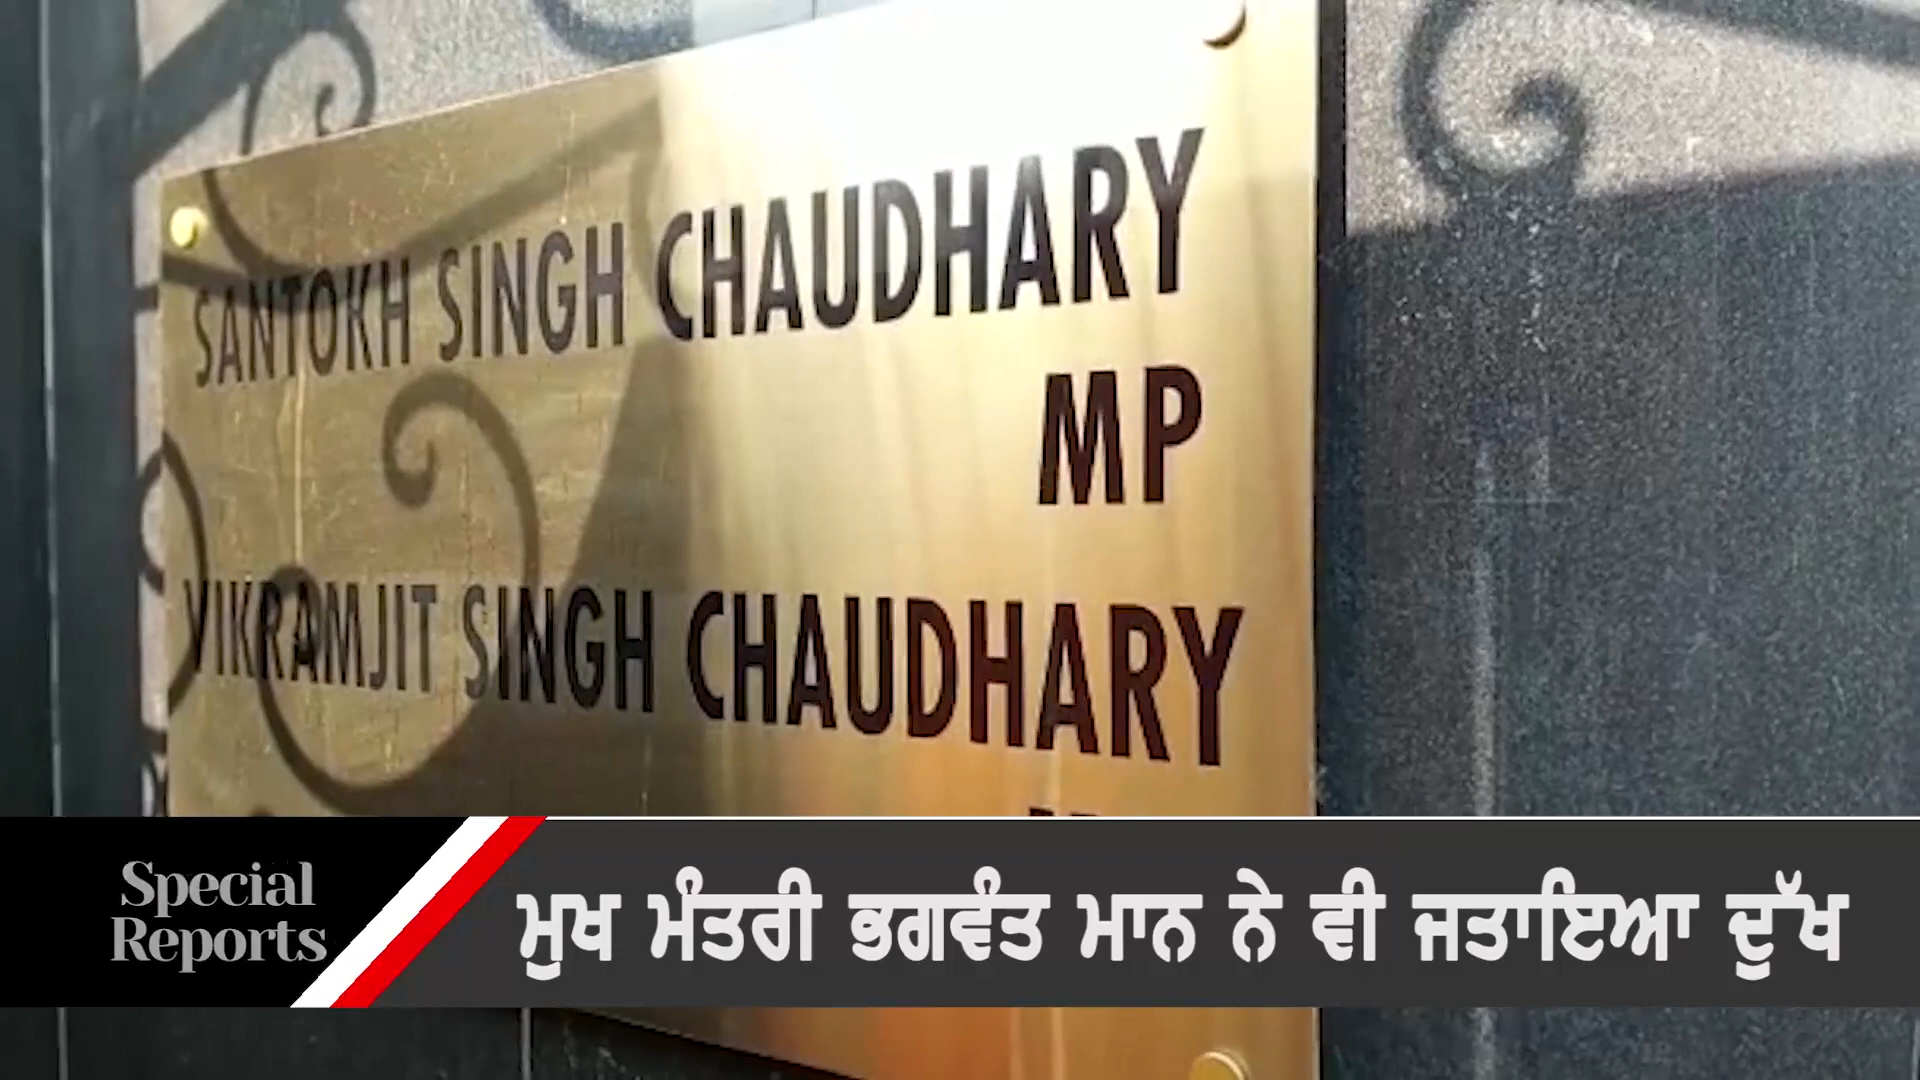 SANTOKH SINGH CHAUDHARY
MP
VIKRAMJIT SINGH CHAUDHARY
Special
Reports
ਮੁਖ ਮੰਤਰੀ ਭਗਵੰਤ ਮਾਨ ਨੇ ਵੀ ਜਤਾਇਆ ਦੁੱਖ